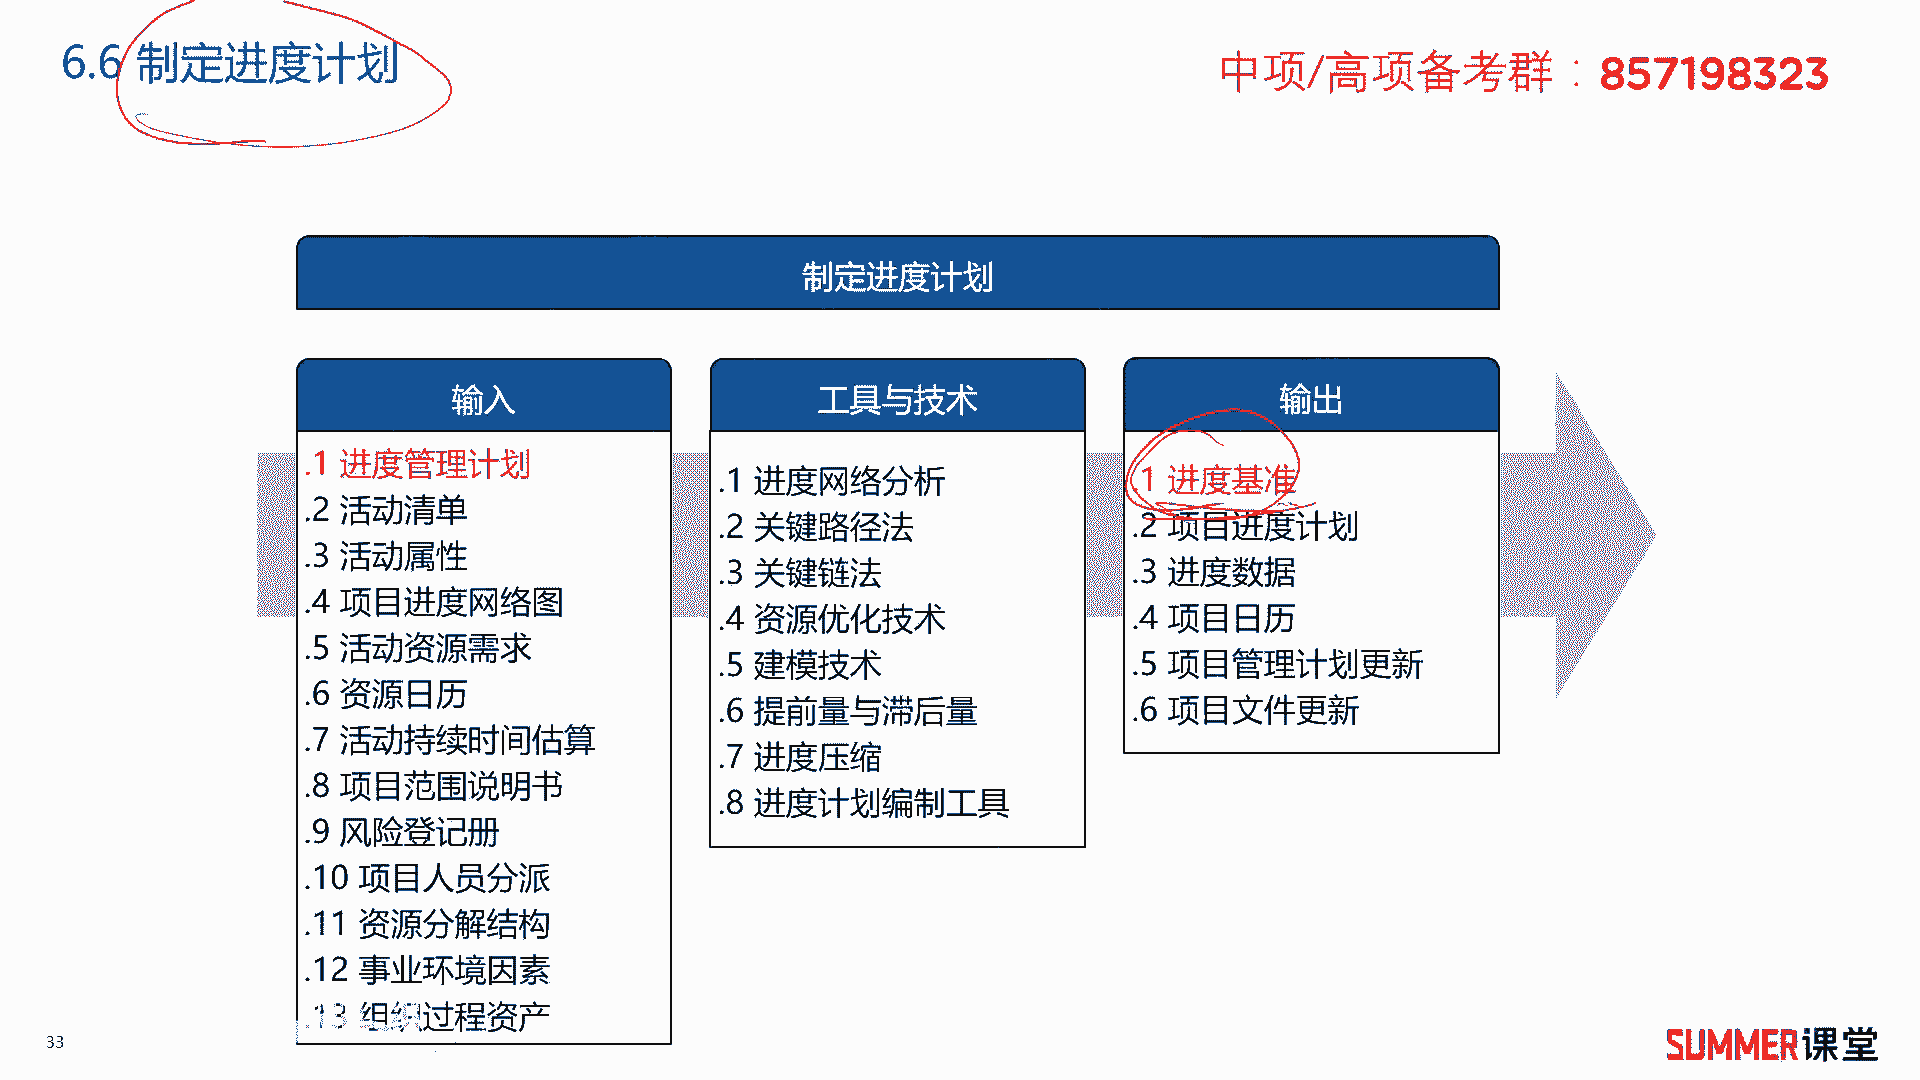 6.6 制定进度计划
中项/高项备考群：857198323
制定进度计划
输入
.1 进度管理计划
.2 活动清单
.3 活动属性
.4 项目进度网络图
.5 活动资源需求
.6 资源日历
.7 活动持续时间估算
.8 项目范围说明书
.9 风险登记册
.10 项目人员分派
.11 资源分解结构
.12 事业环境因素
.13 组织过程资产
工具与技术
.1 进度网络分析
.2 关键路径法
.3 关键链法
.4 资源优化技术
.5 建模技术
.6 提前量与滞后量
.7 进度压缩
.8 进度计划编制工具
输出
.1 进度基准
.2 项目进度计划
.3 进度数据
.4 项目日历
.5 项目管理计划更新
.6 项目文件更新
33
SUMMER课堂